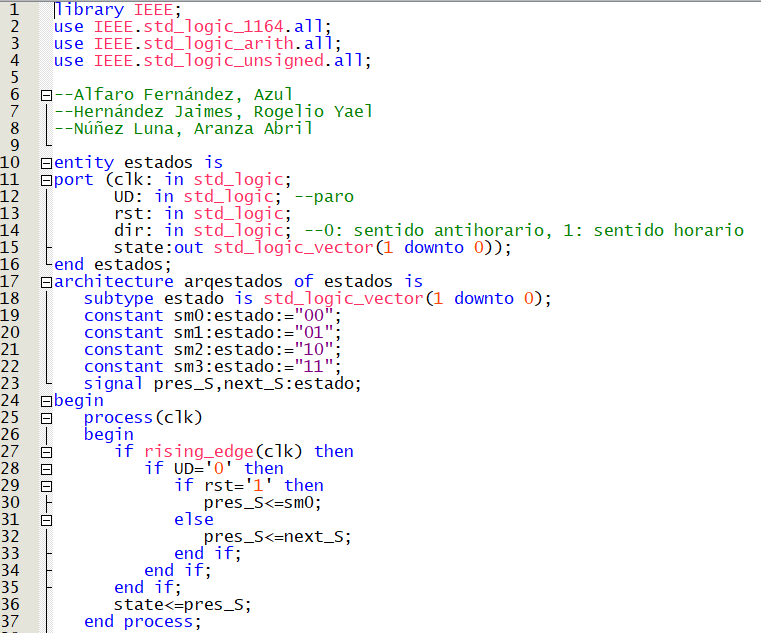 1 library IEEE;
2 use IEEE.std_logic_1164.all;
3 use IEEE.std_logic_arith.all;
4 use IEEE.std_logic_unsigned.all;
5
6 --Alfaro Fernández, Azul
7 --Hernández Jaimes, Rogelio Yael
8 --Núñez Luna, Aranza Abril
9
10 entity estados is
11 port (clk: in std_logic;
12 UD: in std_logic; --paro
13 rst: in std_logic;
14 dir: in std_logic; --0: sentido antihorario, 1: sentido horario
15 state:out std_logic_vector(1 downto 0));
16 end estados;
17 architecture arqestados of estados is
18 subtype estado is std_logic_vector(1 downto 0);
19 constant sm0:estado:="00";
20 constant sm1:estado:="01";
21 constant sm2:estado:="10";
22 constant sm3:estado:="11";
23 signal pres_S,next_S:estado;
24 begin
25 process(clk)
26 begin
27 if rising_edge(clk) then
28 if UD='0' then
29 if rst='1' then
30 pres_S<=sm0;
31 else
32 pres_S<=next_S;
33 end if;
34 end if;
35 end if;
36 state<=pres_S;
37 end process;